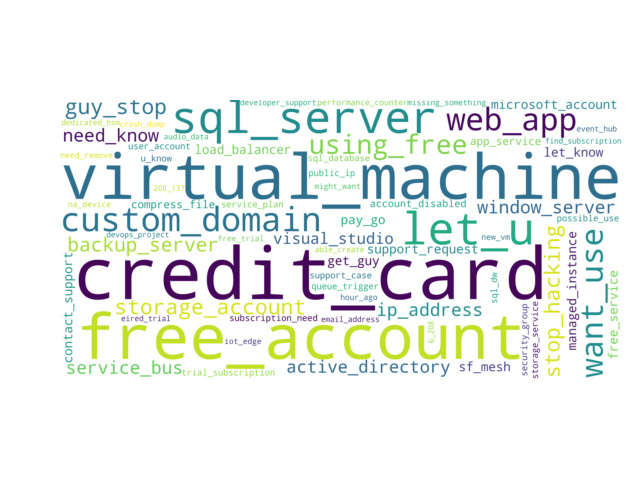 developer_support performance_counter missing_something
guy_stop sql_server web_app microsoft_account
dedicated_hsm crash_dump event_hub
need_know audio_data using_free app_service find_subscription
user_account load_balancer let_know
need_remove u_know sql_database
virtual_machine
208_137 public_ip might_want
na_device compress_file service_plan account_disabled window_server
custom_domain pay_go let_u possible_use
devops_project free_trial visual_studio new_vm
backup_server able_create support_request
credit_card get_guy
contact_support support_case sql_dw stop_hacking managed_instance want_use free_service
queue_trigger
hour_ago
storage_account ip_address
eired_trial subscription_need email_address security_group storage_service
free_account 6_208
iot_edge
service_bus trial_subscription active_directory sf_mesh